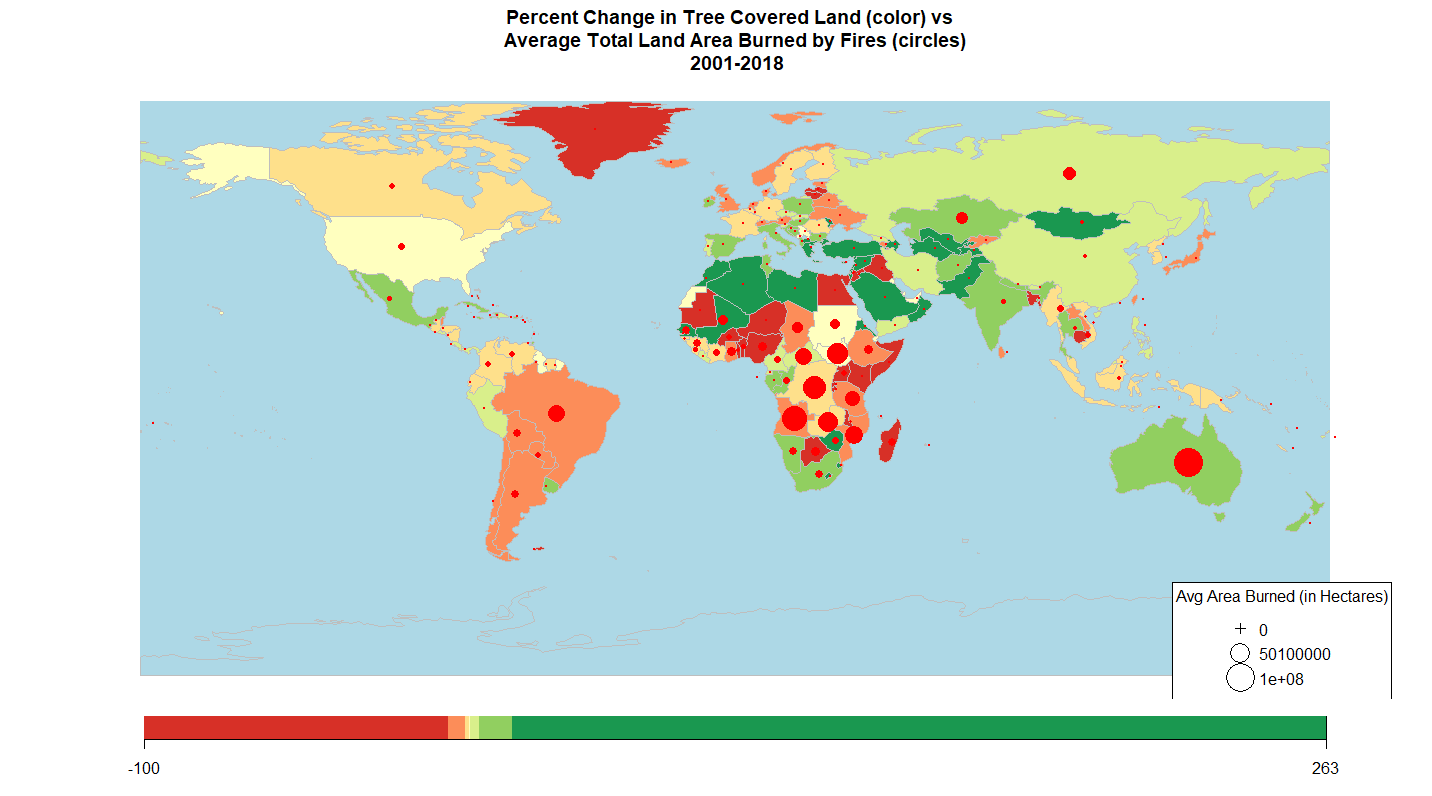 Percent Change in Tree Covered Land (color) vs
Average Total Land Area Burned by Fires (circles)
2001-2018
Avg Area Burned (in Hectares)
0
50100000
1e+08
-100
263